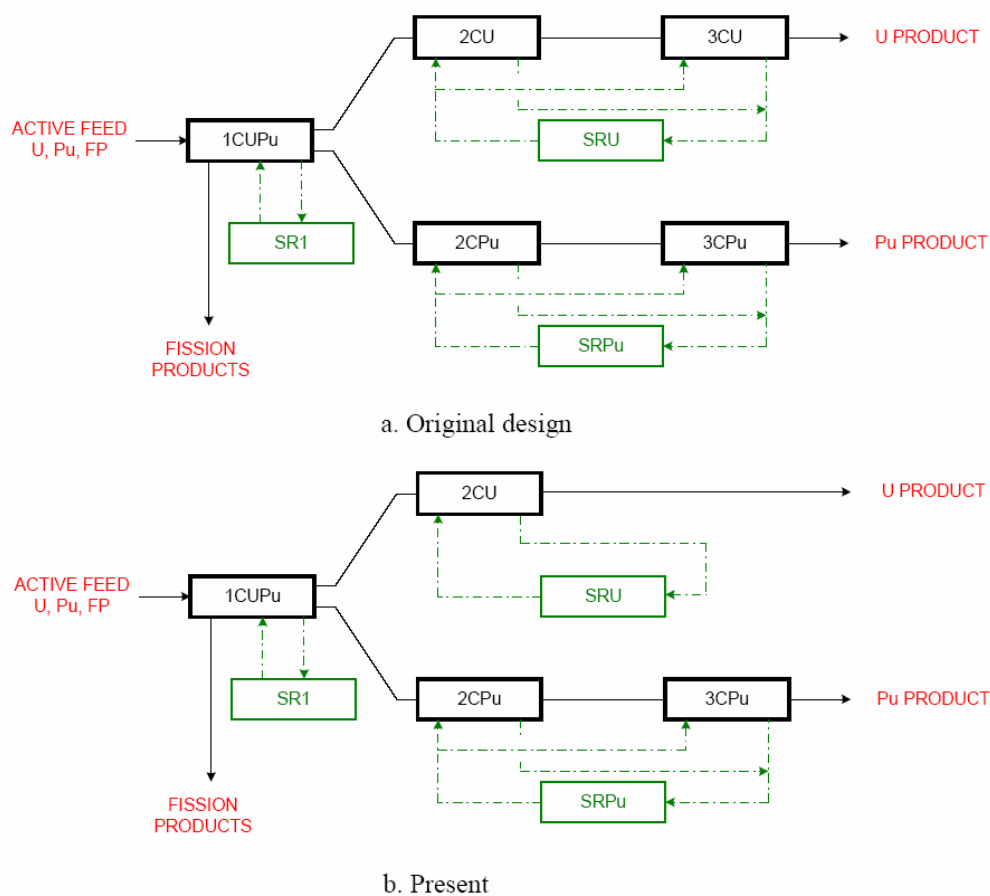 2CU
3CU
U PRODUCT
ACTIVE FEED
U, Pu, FP
1CUPu
SRU
SR1
2CPu
3CPu
Pu PRODUCT
SRPu
FISSION
PRODUCTS
a. Original design
2CU
U PRODUCT
ACTIVE FEED
U, Pu, FP
1CUPu
SRU
SR1
2CPu
3CPu
Pu PRODUCT
SRPu
FISSION
PRODUCTS
b. Present